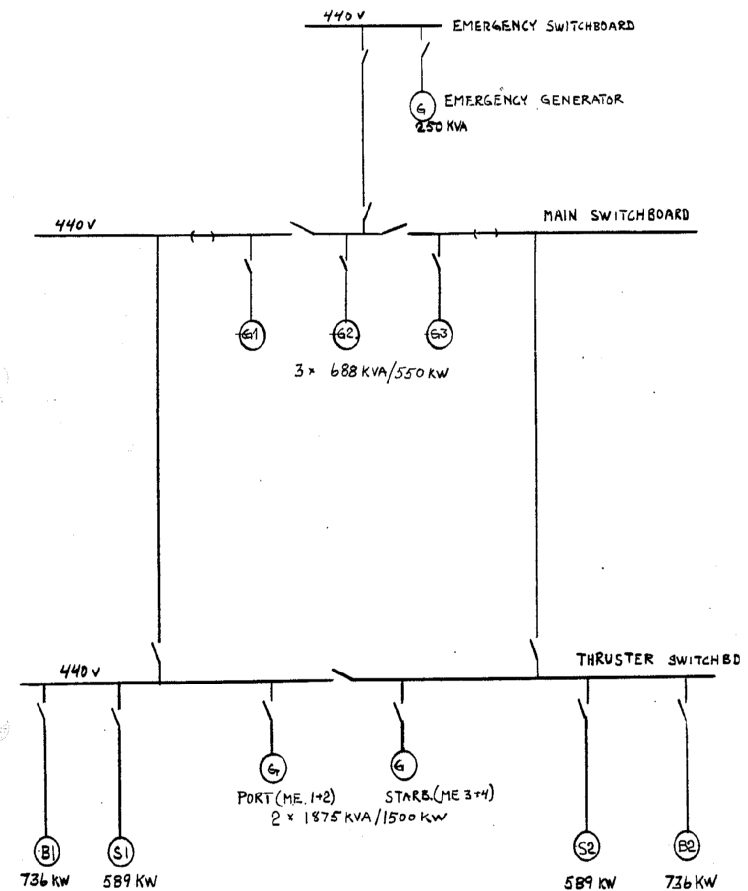 440 V
EMERGENCY SWITCHBOARD
G
EMERGENCY GENERATOR
250 KVA
440 V
MAIN SWITCHBOARD
G1
G2
G3
3 x 688 KVA/550 KW
440 V
THRUSTER SWITCHBD
G
G
PORT (ME. 1+2)
STARB. (ME 3+4)
2 x 1875 KVA/1500 KW
B1
S1
S2
B2
736 KW
589 KW
589 KW
736 KW